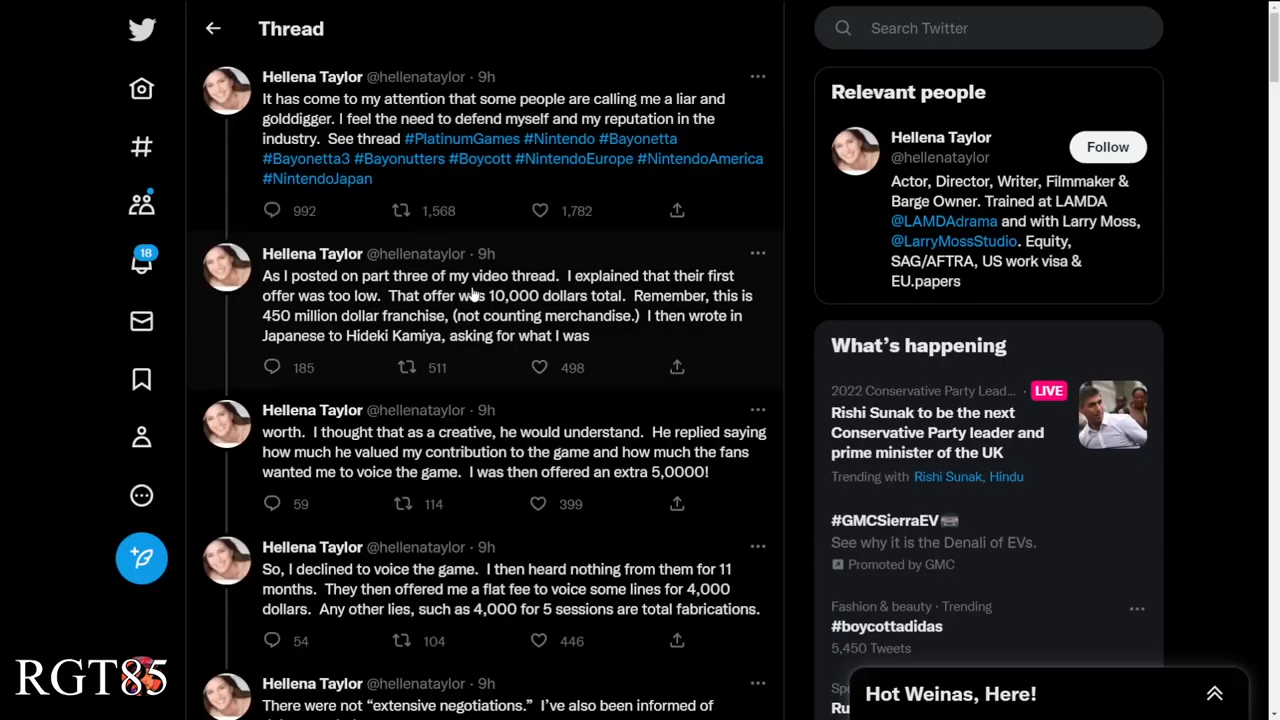 Thread
Search Twitter
Hellena Taylor @hellenataylor · 9h
It has come to my attention that some people are calling me a liar and
golddigger. I feel the need to defend myself and my reputation in the
industry. See thread #PlatinumGames #Nintendo #Bayonetta
#Bayonetta3 #Bayonutters #Boycott #NintendoEurope #NintendoAmerica
#NintendoJapan
992 1,568 1,782
Hellena Taylor @hellenataylor · 9h
As I posted on part three of my video thread. I explained that their first
offer was too low. That offer was 10,000 dollars total. Remember, this is
450 million dollar franchise, (not counting merchandise.) I then wrote in
Japanese to Hideki Kamiya, asking for what I was
185 511 498
Hellena Taylor @hellenataylor · 9h
worth. I thought that as a creative, he would understand. He replied saying
how much he valued my contribution to the game and how much the fans
wanted me to voice the game. I was then offered an extra 5,0000!
59 114 399
Hellena Taylor @hellenataylor · 9h
So, I declined to voice the game. I then heard nothing from them for 11
months. They then offered me a flat fee to voice some lines for 4,000
dollars. Any other lies, such as 4,000 for 5 sessions are total fabrications.
54 104 446
Hellena Taylor @hellenataylor · 9h
There were not “extensive negotiations.” I’ve also been informed of
Relevant people
Hellena Taylor
@hellenataylor
Follow
Actor, Director, Writer, Filmmaker &
Barge Owner. Trained at LAMDA
@LAMDAdrama and with Larry Moss,
@LarryMossStudio. Equity,
SAG/AFTRA, US work visa &
EU.papers
What’s happening
2022 Conservative Party Lead... · LIVE
Rishi Sunak to be the next
Conservative Party leader and
prime minister of the UK
Trending with Rishi Sunak, Hindu
#GMCSierraEV
See why it is the Denali of EVs.
Promoted by GMC
Fashion & beauty · Trending
#boycottadidas
5,450 Tweets
Hot Weinas, Here!
18
#
RGT85